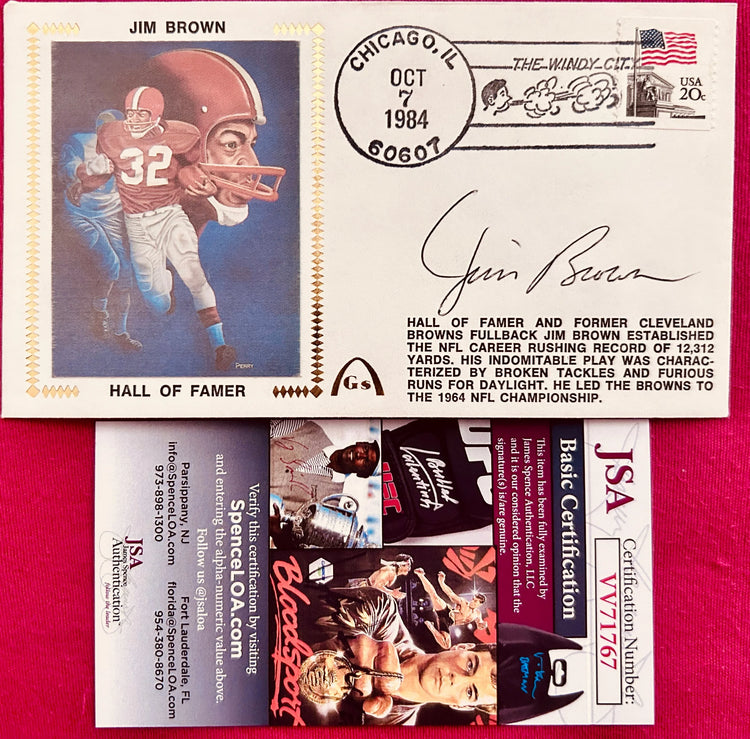 JIM BROWN
32
PERRY
HALL OF FAMER
Gs
CHICAGO, IL
OCT
7
1984
60607
THE WINDY CITY
USA
20c
Jim Brown
HALL OF FAMER AND FORMER CLEVELAND
BROWNS FULLBACK JIM BROWN ESTABLISHED
THE NFL CAREER RUSHING RECORD OF 12,312
YARDS. HIS INDOMITABLE PLAY WAS CHARAC-
TERIZED BY BROKEN TACKLES AND FURIOUS
RUNS FOR DAYLIGHT. HE LED THE BROWNS TO
THE 1964 NFL CHAMPIONSHIP.
JSA
Certification Number:
VV71767
Basic Certification
This item has been fully examined by
James Spence Authentication, LLC
and it is our considered opinion that the
signature(s) is/are genuine.
Bloodsport
Verify this certification by visiting
SpenceLOA.com
and entering the alpha-numeric value above.
Follow us @jsaloa
Parsippany, NJ
info@SpenceLOA.com
973-898-1300
Fort Lauderdale, FL
florida@SpenceLOA.com
954-380-8670
JSA
James Spence
Authentication
follow the leader